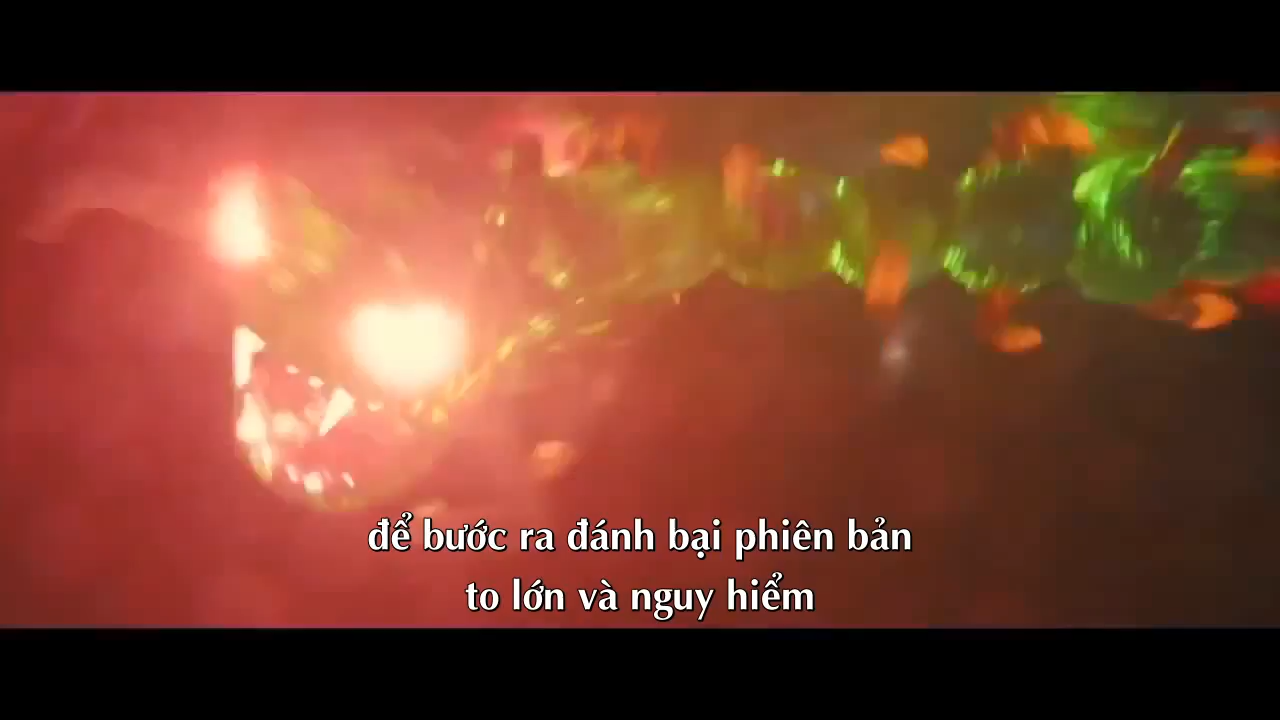 để bước ra đánh bại phiên bản
to lớn và nguy hiểm